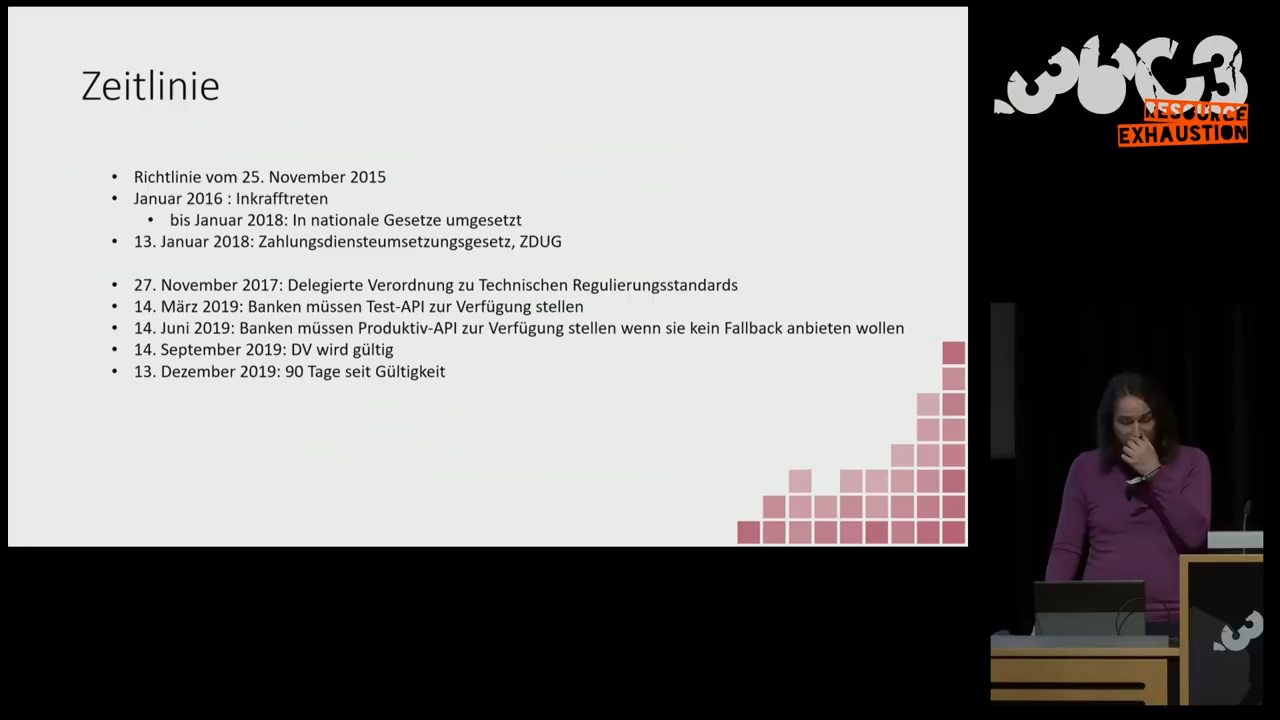 Zeitlinie
• Richtlinie vom 25. November 2015
• Januar 2016 : Inkrafttreten
• bis Januar 2018: In nationale Gesetze umgesetzt
• 13. Januar 2018: Zahlungsdiensteumsetzungsgesetz, ZDUG
• 27. November 2017: Delegierte Verordnung zu Technischen Regulierungsstandards
• 14. März 2019: Banken müssen Test-API zur Verfügung stellen
• 14. Juni 2019: Banken müssen Produktiv-API zur Verfügung stellen wenn sie kein Fallback anbieten wollen
• 14. September 2019: DV wird gültig
• 13. Dezember 2019: 90 Tage seit Gültigkeit
36C3
RESOURCE
EXHAUSTION
3